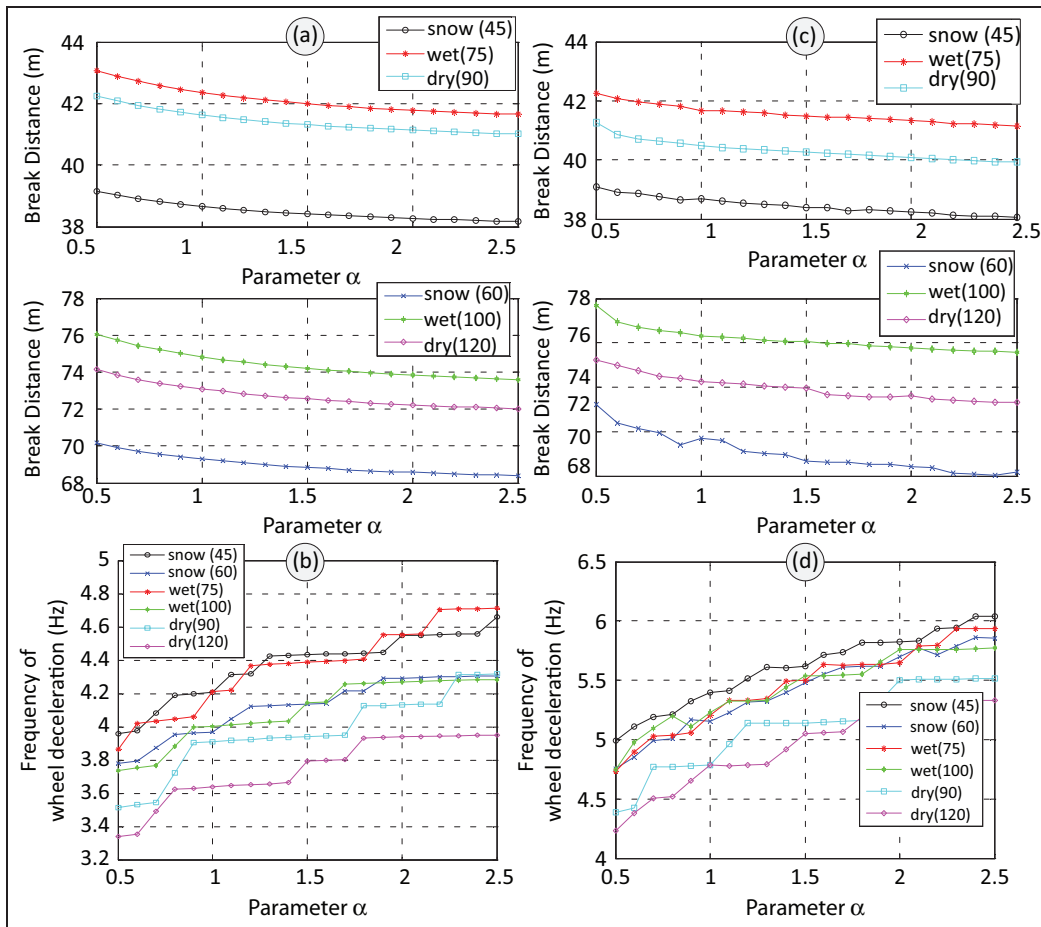 (a)
snow (45)
wet(75)
dry(90)
44
42
40
38
0.5
1
1.5
2
2.5
Break Distance (m)
Parameter α
(c)
snow (45)
wet(75)
dry(90)
44
42
40
38
0.5
1
1.5
2
2.5
Break Distance (m)
Parameter α
snow (60)
wet(100)
dry(120)
78
76
74
72
70
68
0.5
1
1.5
2
2.5
Break Distance (m)
Parameter α
snow (60)
wet(100)
dry(120)
78
76
74
72
70
68
0.5
1
1.5
2
2.5
Break Distance (m)
Parameter α
(b)
snow (45)
snow (60)
wet(75)
wet(100)
dry(90)
dry(120)
5
4.8
4.6
4.4
4.2
4
3.8
3.6
3.4
3.2
0.5
1
1.5
2
2.5
Frequency of
wheel deceleration (Hz)
Parameter α
(d)
6.5
6
5.5
5
4.5
4
snow (45)
snow (60)
wet(75)
wet(100)
dry(90)
dry(120)
0.5
1
1.5
2
2.5
Frequency of
wheel deceleration (Hz)
Parameter α